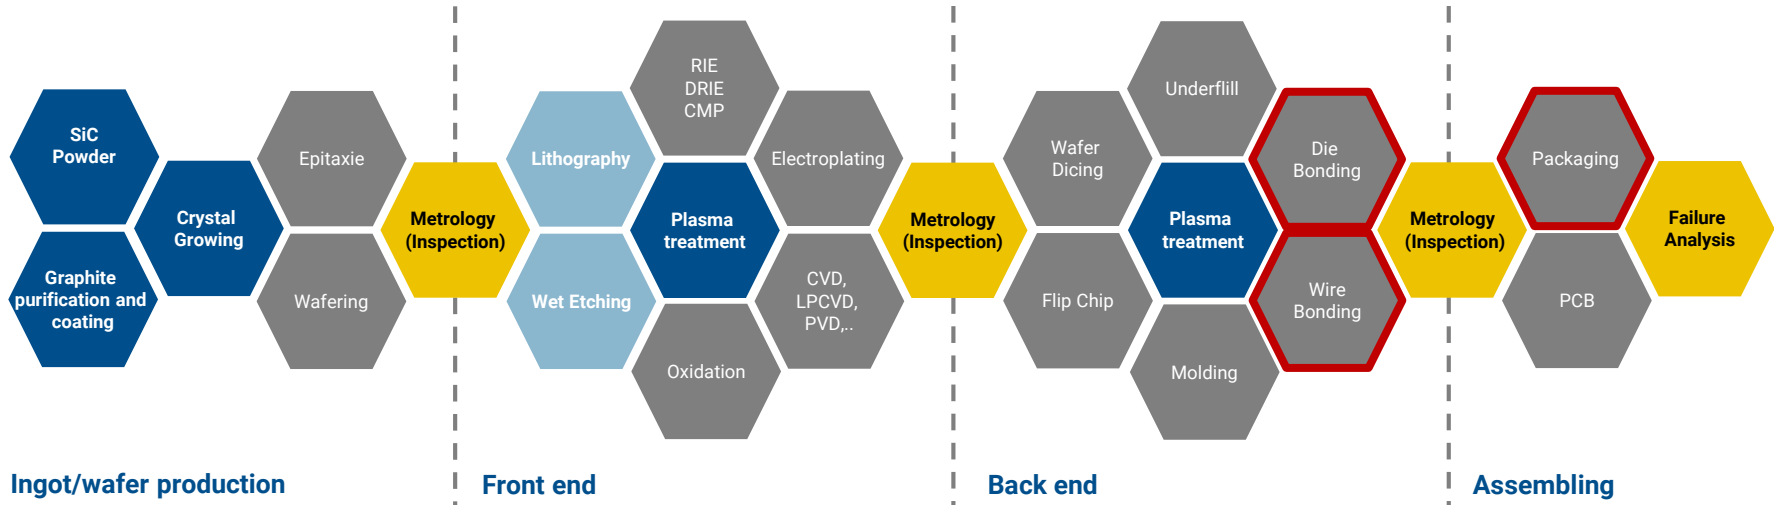 SiC
Powder
Graphite
purification and
coating
Crystal
Growing
Epitaxie
Wafering
Metrology
(Inspection)
Lithography
Wet Etching
RIE
DRIE
CMP
Plasma
treatment
Oxidation
Electroplating
CVD,
LPCVD,
PVD,..
Metrology
(Inspection)
Wafer
Dicing
Flip Chip
Underflill
Plasma
treatment
Molding
Die
Bonding
Wire
Bonding
Metrology
(Inspection)
Packaging
PCB
Failure
Analysis
Ingot/wafer production
Front end
Back end
Assembling